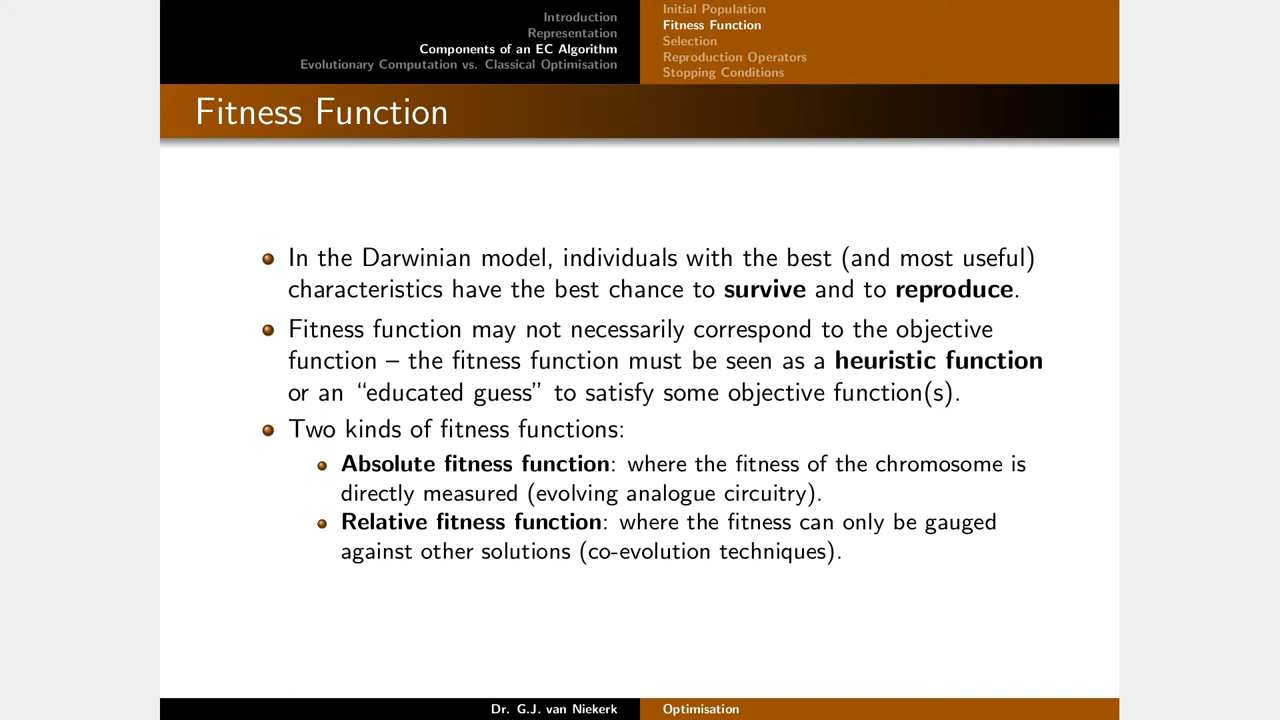 Introduction
Representation
Components of an EC Algorithm
Evolutionary Computation vs. Classical Optimisation
Initial Population
Fitness Function
Selection
Reproduction Operators
Stopping Conditions
Fitness Function
In the Darwinian model, individuals with the best (and most useful)
characteristics have the best chance to survive and to reproduce.
Fitness function may not necessarily correspond to the objective
function – the fitness function must be seen as a heuristic function
or an “educated guess” to satisfy some objective function(s).
Two kinds of fitness functions:
Absolute fitness function: where the fitness of the chromosome is
directly measured (evolving analogue circuitry).
Relative fitness function: where the fitness can only be gauged
against other solutions (co-evolution techniques).
Dr. G.J. van Niekerk
Optimisation